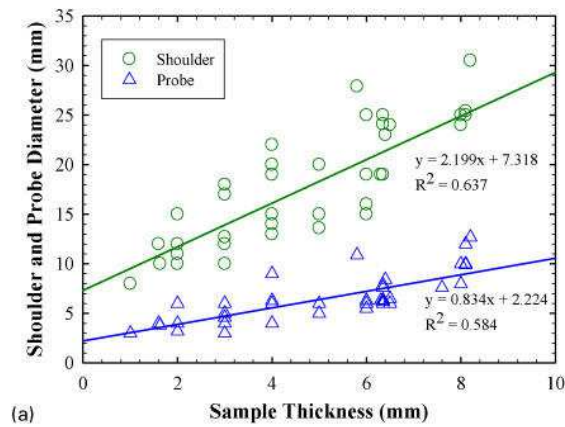 35
30
25
20
15
10
5
0
Shoulder and Probe Diameter (mm)
Shoulder
Probe
y = 2.199x + 7.318
R² = 0.637
y = 0.834x + 2.224
R² = 0.584
0 2 4 6 8 10
(a) Sample Thickness (mm)